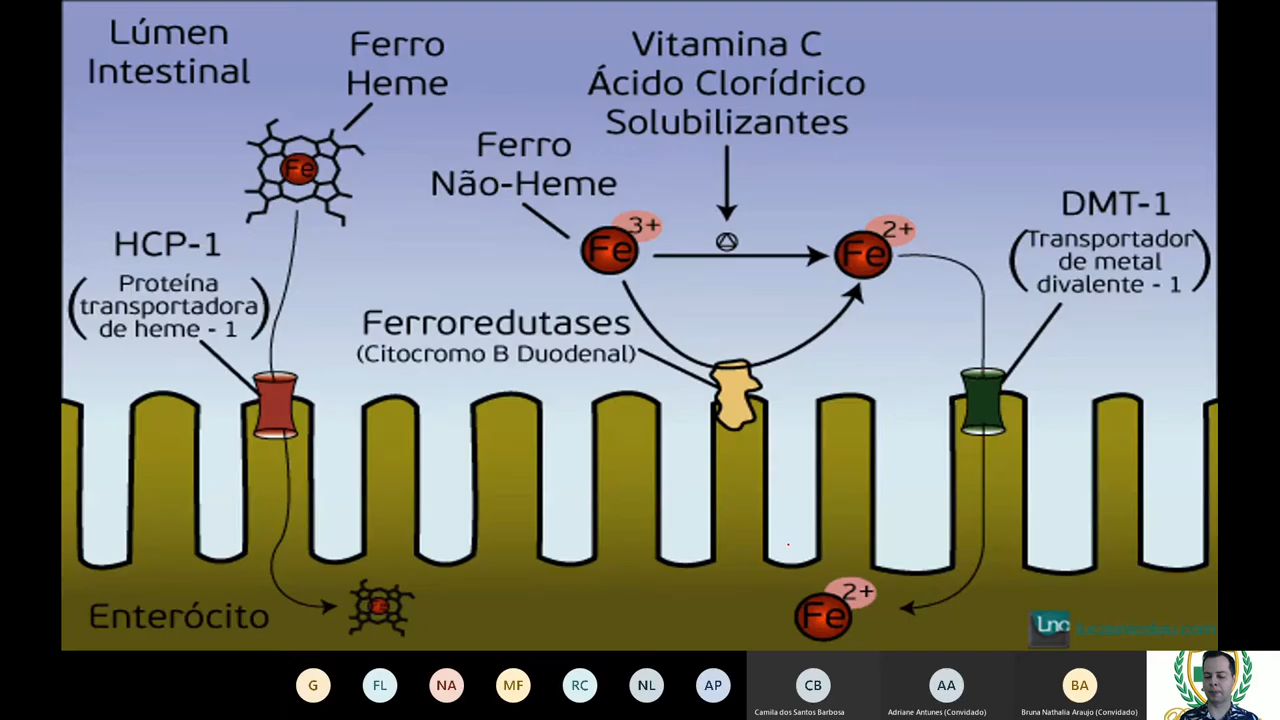 Lúmen
Intestinal
Ferro
Heme
Vitamina C
Ácido Clorídrico
Solubilizantes
Ferro
Não-Heme
Fe
3+
Fe
2+
Fe
DMT-1
(Transportador
de metal
divalente - 1)
HCP-1
(Proteína
transportadora
de heme - 1)
Ferroredutases
(Citocromo B Duodenal)
Enterócito
Fe
Fe
2+
G
FL
NA
MF
RC
NL
AP
CB
AA
BA
Camila dos Santos Barbosa
Adriane Antunes (Convidado)
Bruna Nathalia Araujo (Convidado)